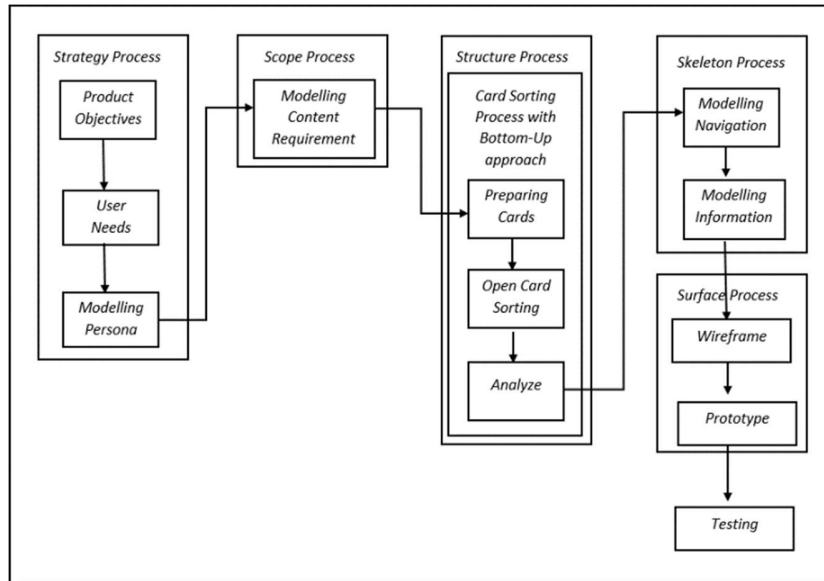 Strategy Process
Product
Objectives
User
Needs
Modelling
Persona
Scope Process
Modelling
Content
Requirement
Structure Process
Card Sorting
Process with
Bottom-Up
approach
Preparing
Cards
Open Card
Sorting
Analyze
Skeleton Process
Modelling
Navigation
Modelling
Information
Surface Process
Wireframe
Prototype
Testing